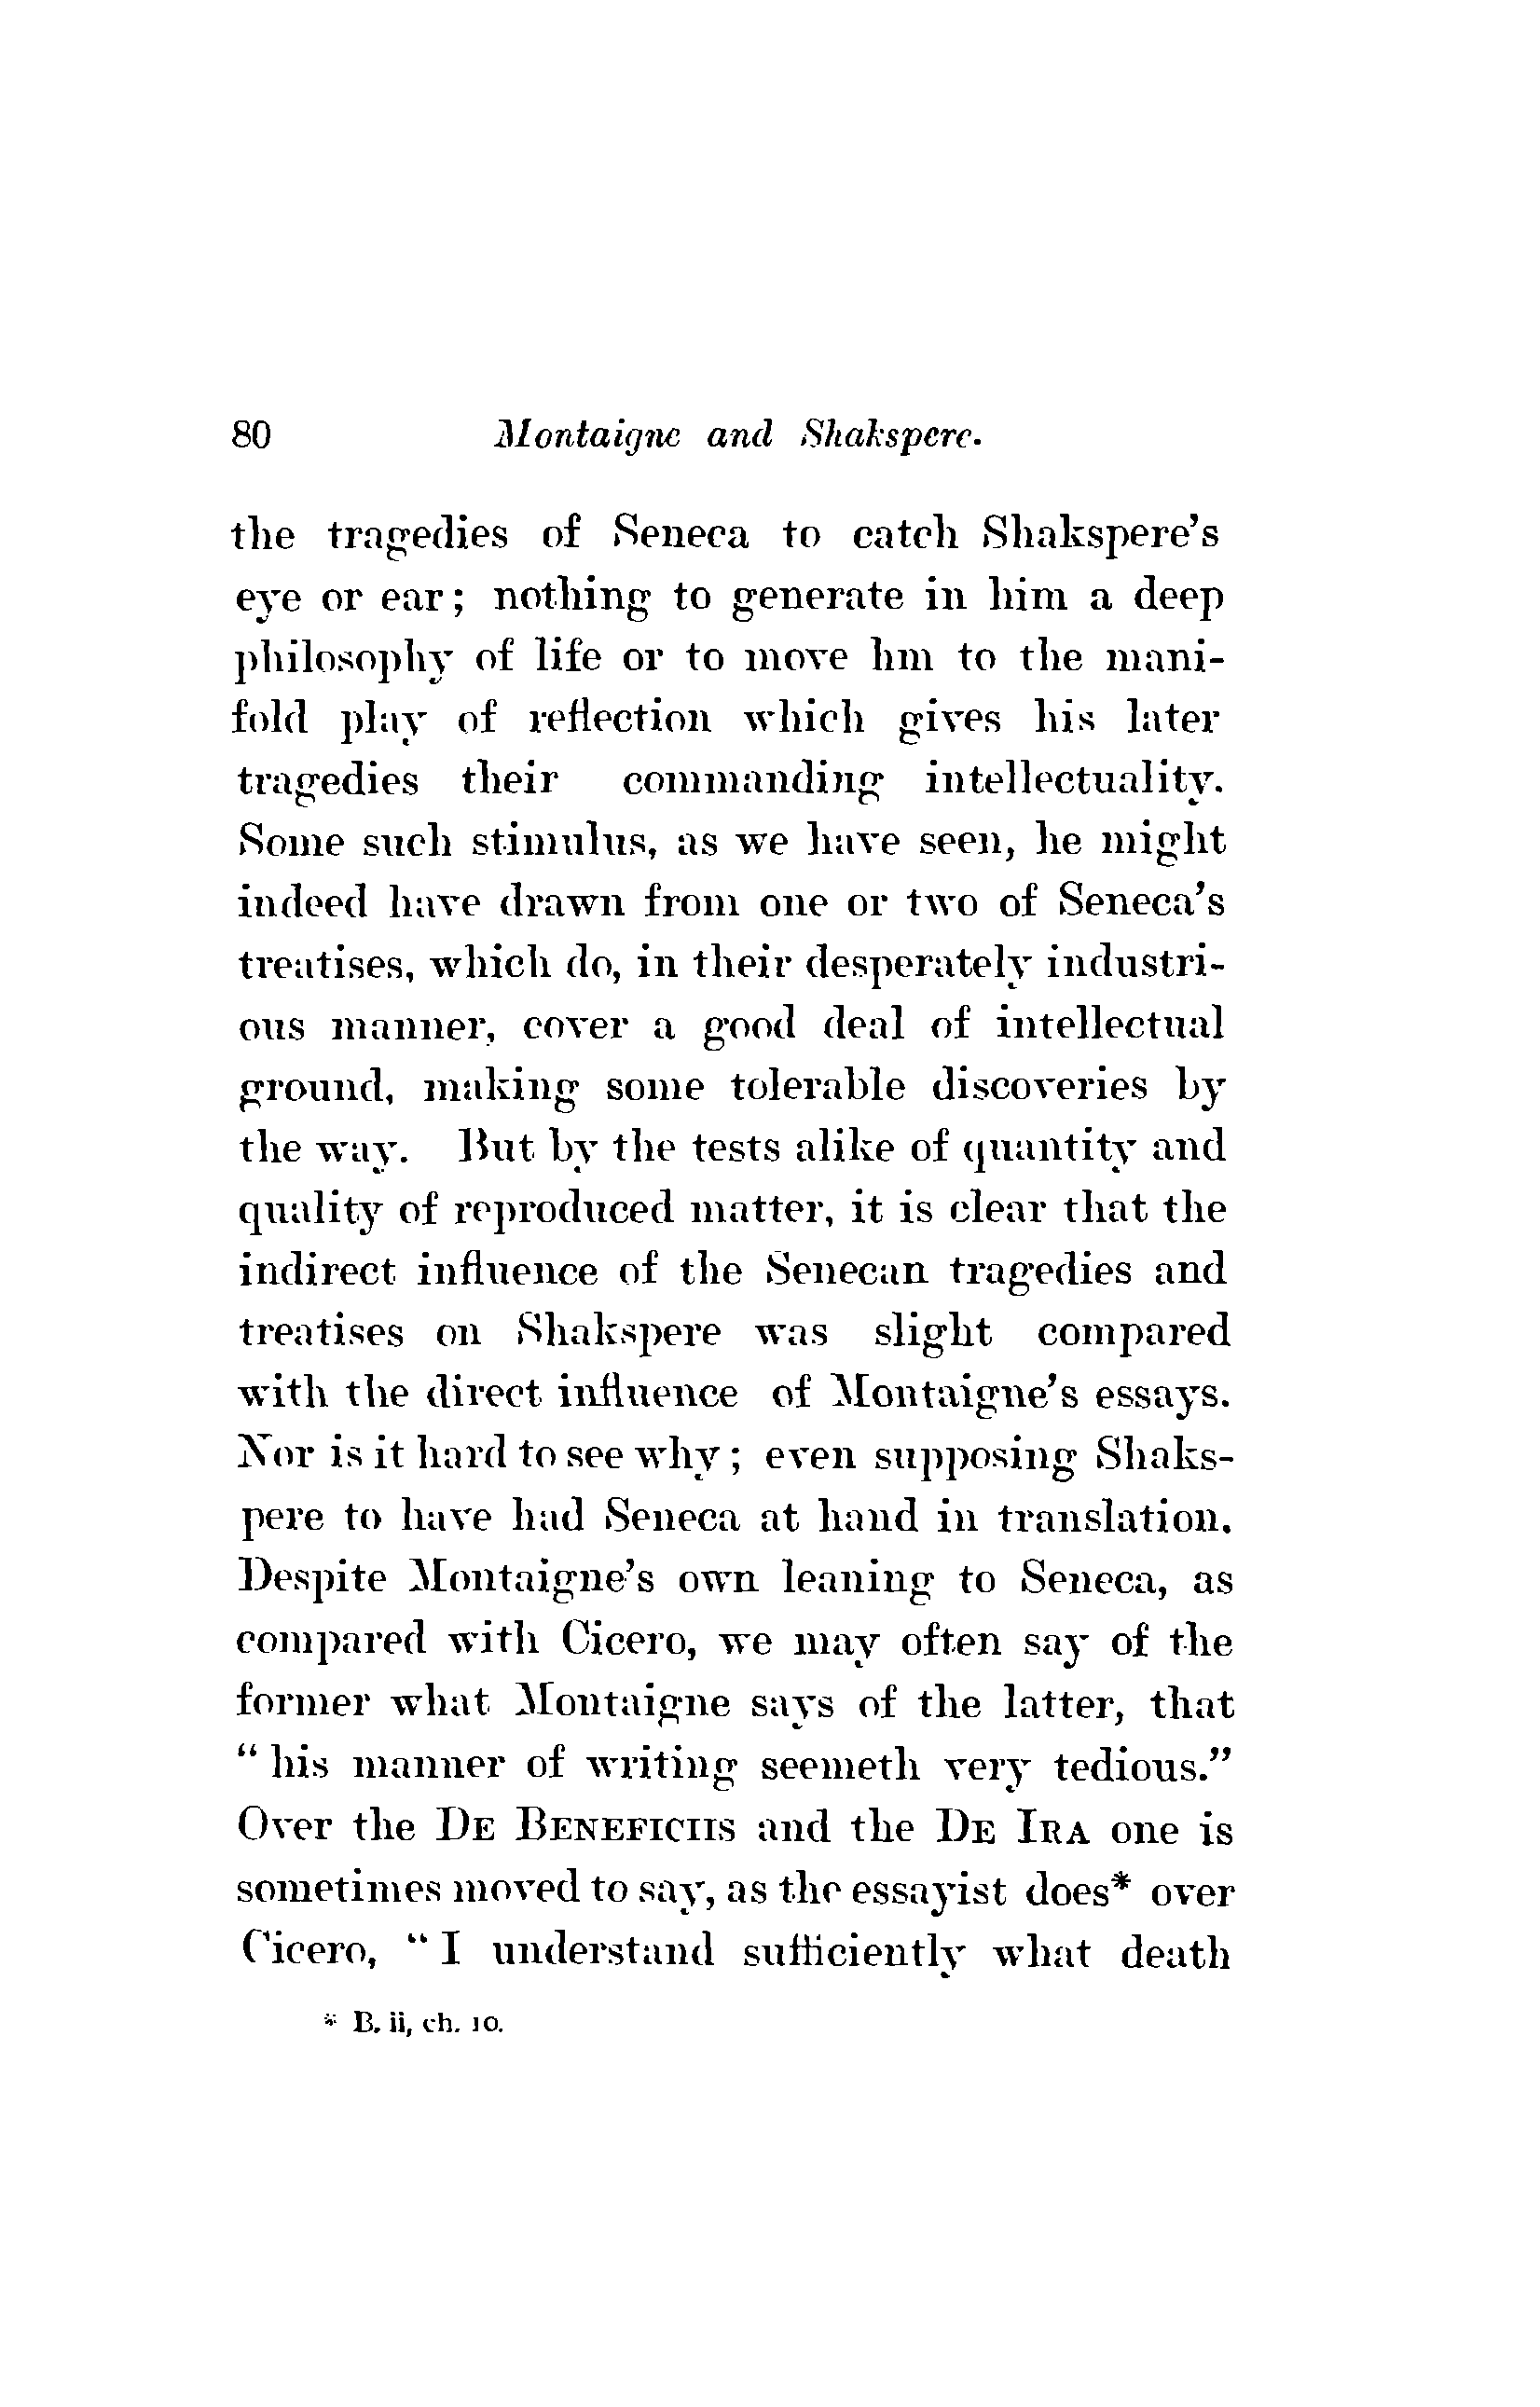 80 Montaigne and Shakspere.
the tragedies of Seneca to catch Shakspere's
eye or ear; nothing to generate in him a deep
philosophy of life or to move hm to the mani-
fold play of reflection which gives his later
tragedies their commanding intellectuality.
Some such stimulus, as we have seen, he might
indeed have drawn from one or two of Seneca's
treatises, which do, in their desperately industri-
ous manner, cover a good deal of intellectual
ground, making some tolerable discoveries by
the way. But by the tests alike of quantity and
quality of reproduced matter, it is clear that the
indirect influence of the Senecan tragedies and
treatises on Shakspere was slight compared
with the direct influence of Montaigne's essays.
Nor is it hard to see why; even supposing Shaks-
pere to have had Seneca at hand in translation.
Despite Montaigne's own leaning to Seneca, as
compared with Cicero, we may often say of the
former what Montaigne says of the latter, that
"his manner of writing seemeth very tedious."
Over the De Beneficiis and the De Ira one is
sometimes moved to say, as the essayist does* over
Cicero, "I understand sufficiently what death
* B. ii, ch. 10.